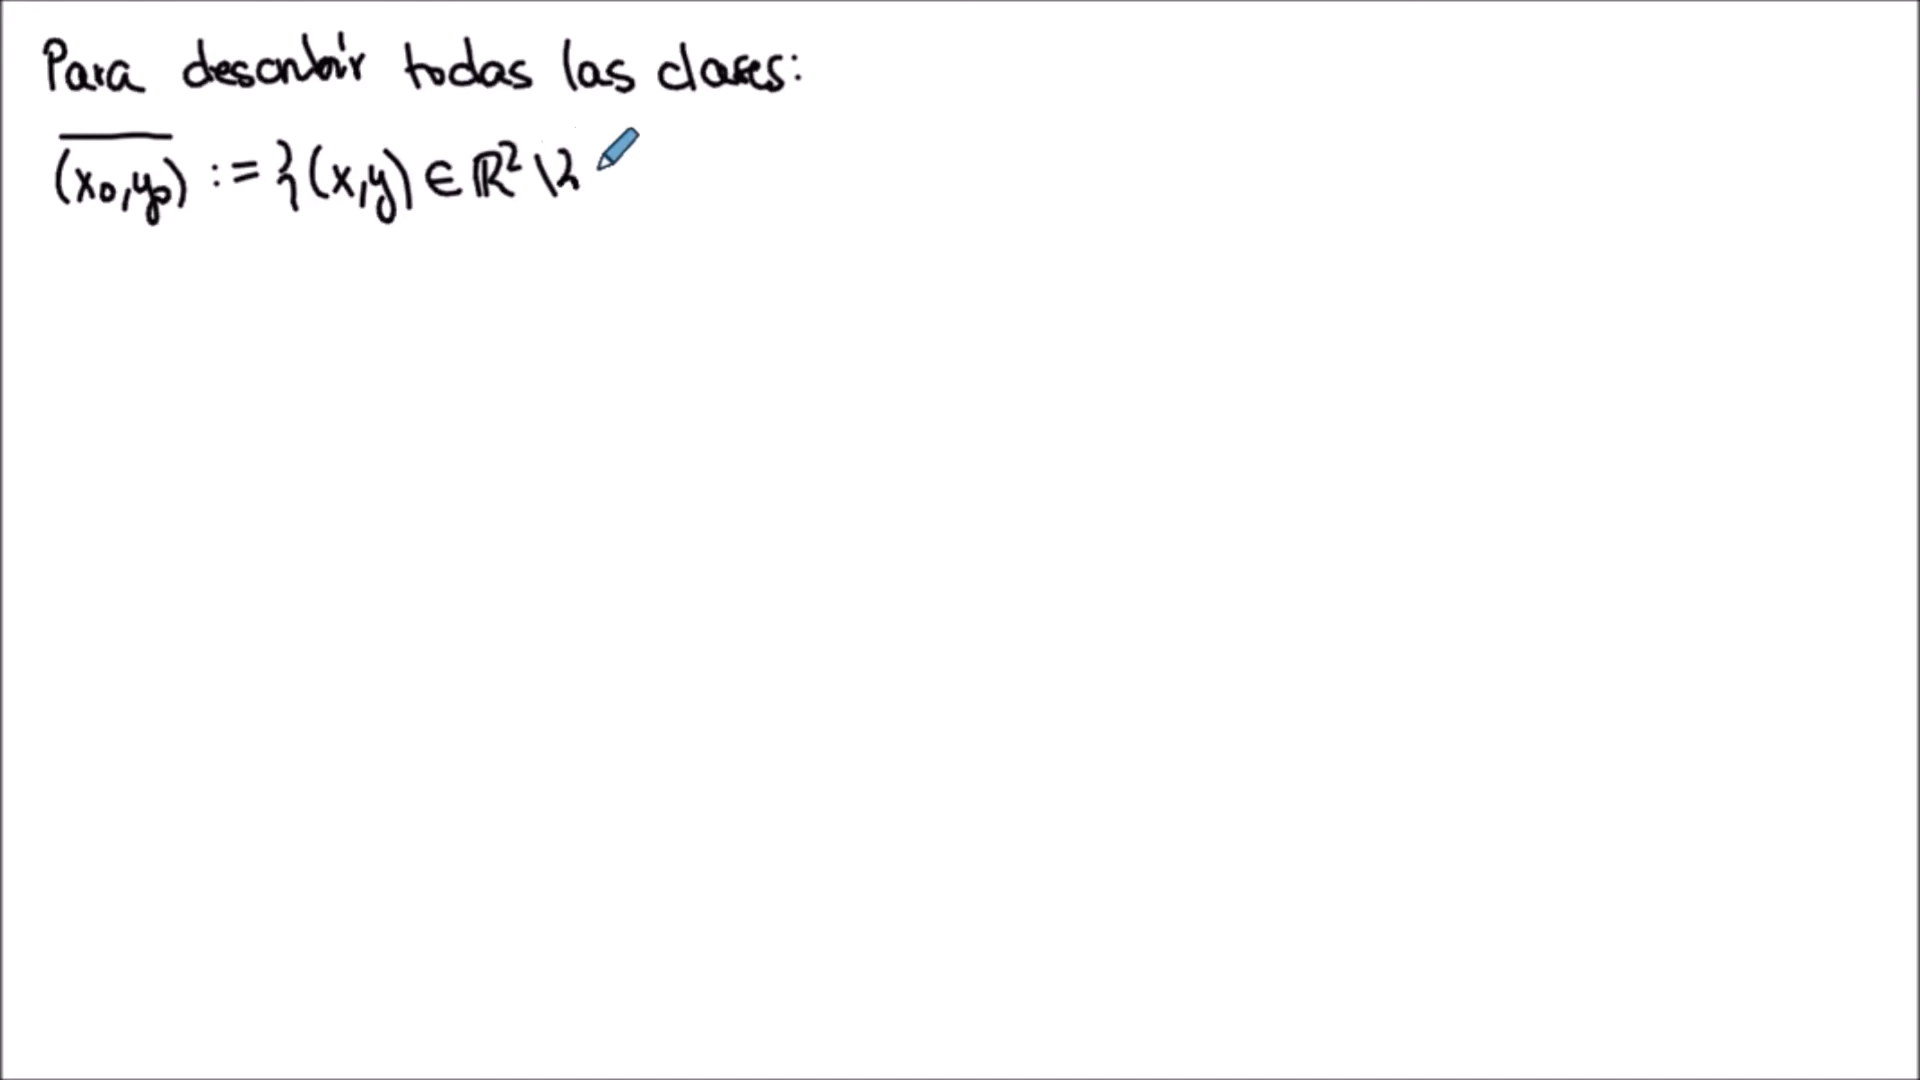 Para describir todas las clases:
(x₀,y₀) := {(x,y) ∈ ℝ² \ {